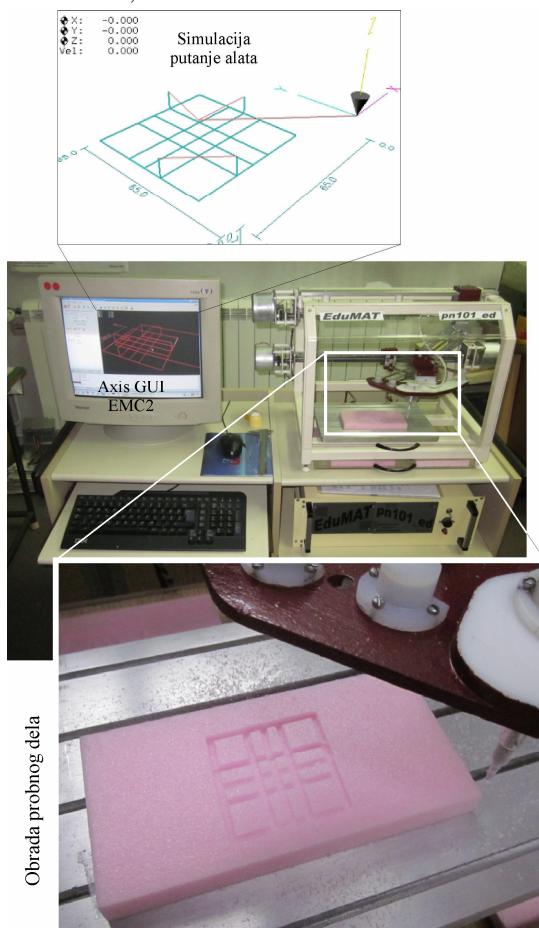 X: -0.000
Y: -0.000
Z: 0.000
Vel: 0.000
Simulacija
putanje alata
Z
Y
X
65.0
65.0
0.0
EduMAT
pn101_ed
Axis GUI
EMC2
EduMAT pn101_ed
Obrada probnog dela